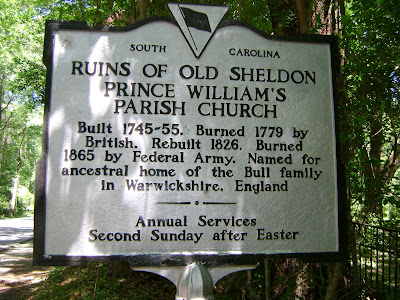 SOUTH CAROLINA
RUINS OF OLD SHELDON
PRINCE WILLIAM'S
PARISH CHURCH
Built 1745-55. Burned 1779 by
British. Rebuilt 1826. Burned
1865 by Federal Army. Named for
ancestral home of the Bull family
in Warwickshire, England
Annual Services
Second Sunday after Easter